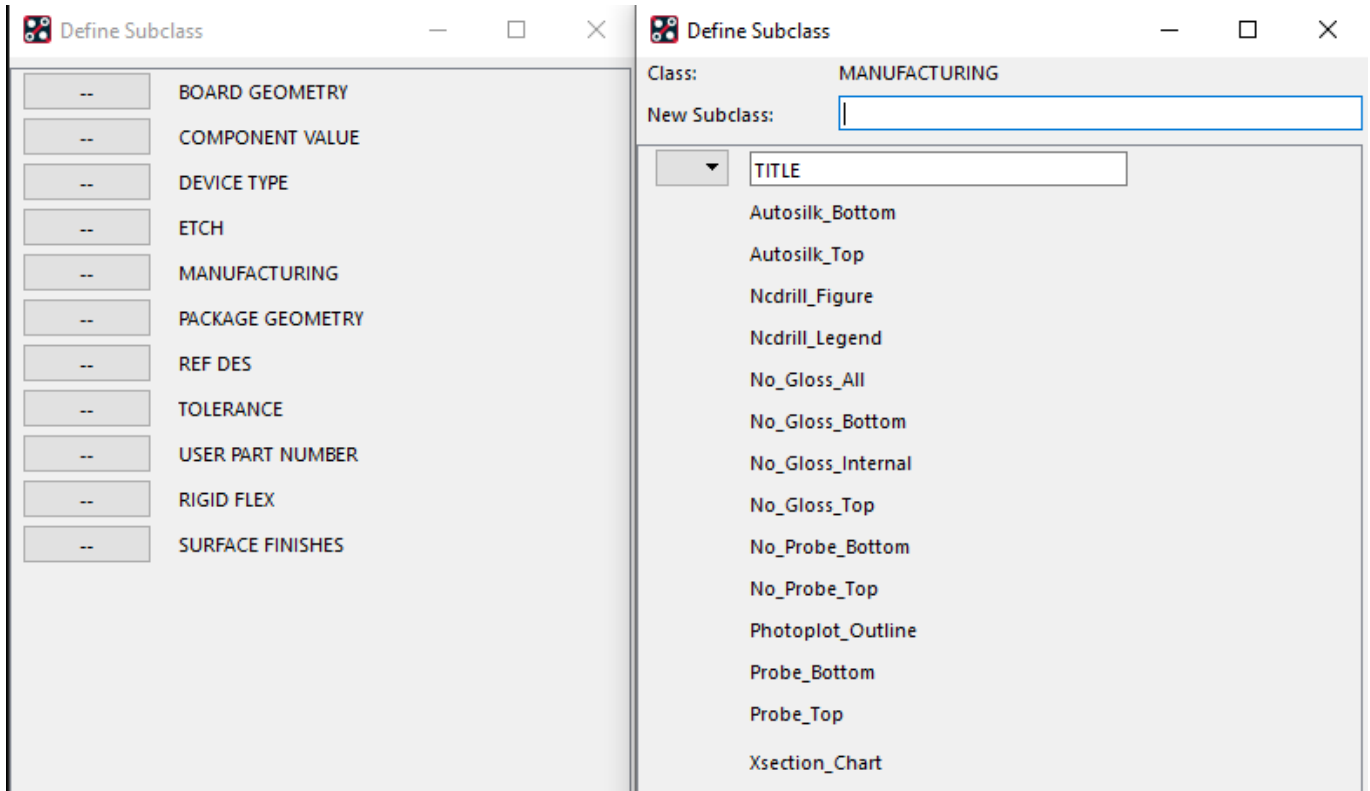 Define Subclass
-- BOARD GEOMETRY
-- COMPONENT VALUE
-- DEVICE TYPE
-- ETCH
-- MANUFACTURING
-- PACKAGE GEOMETRY
-- REF DES
-- TOLERANCE
-- USER PART NUMBER
-- RIGID FLEX
-- SURFACE FINISHES
Define Subclass
Class: MANUFACTURING
New Subclass:
TITLE
Autosilk_Bottom
Autosilk_Top
Ncdrill_Figure
Ncdrill_Legend
No_Gloss_All
No_Gloss_Bottom
No_Gloss_Internal
No_Gloss_Top
No_Probe_Bottom
No_Probe_Top
Photoplot_Outline
Probe_Bottom
Probe_Top
Xsection_Chart